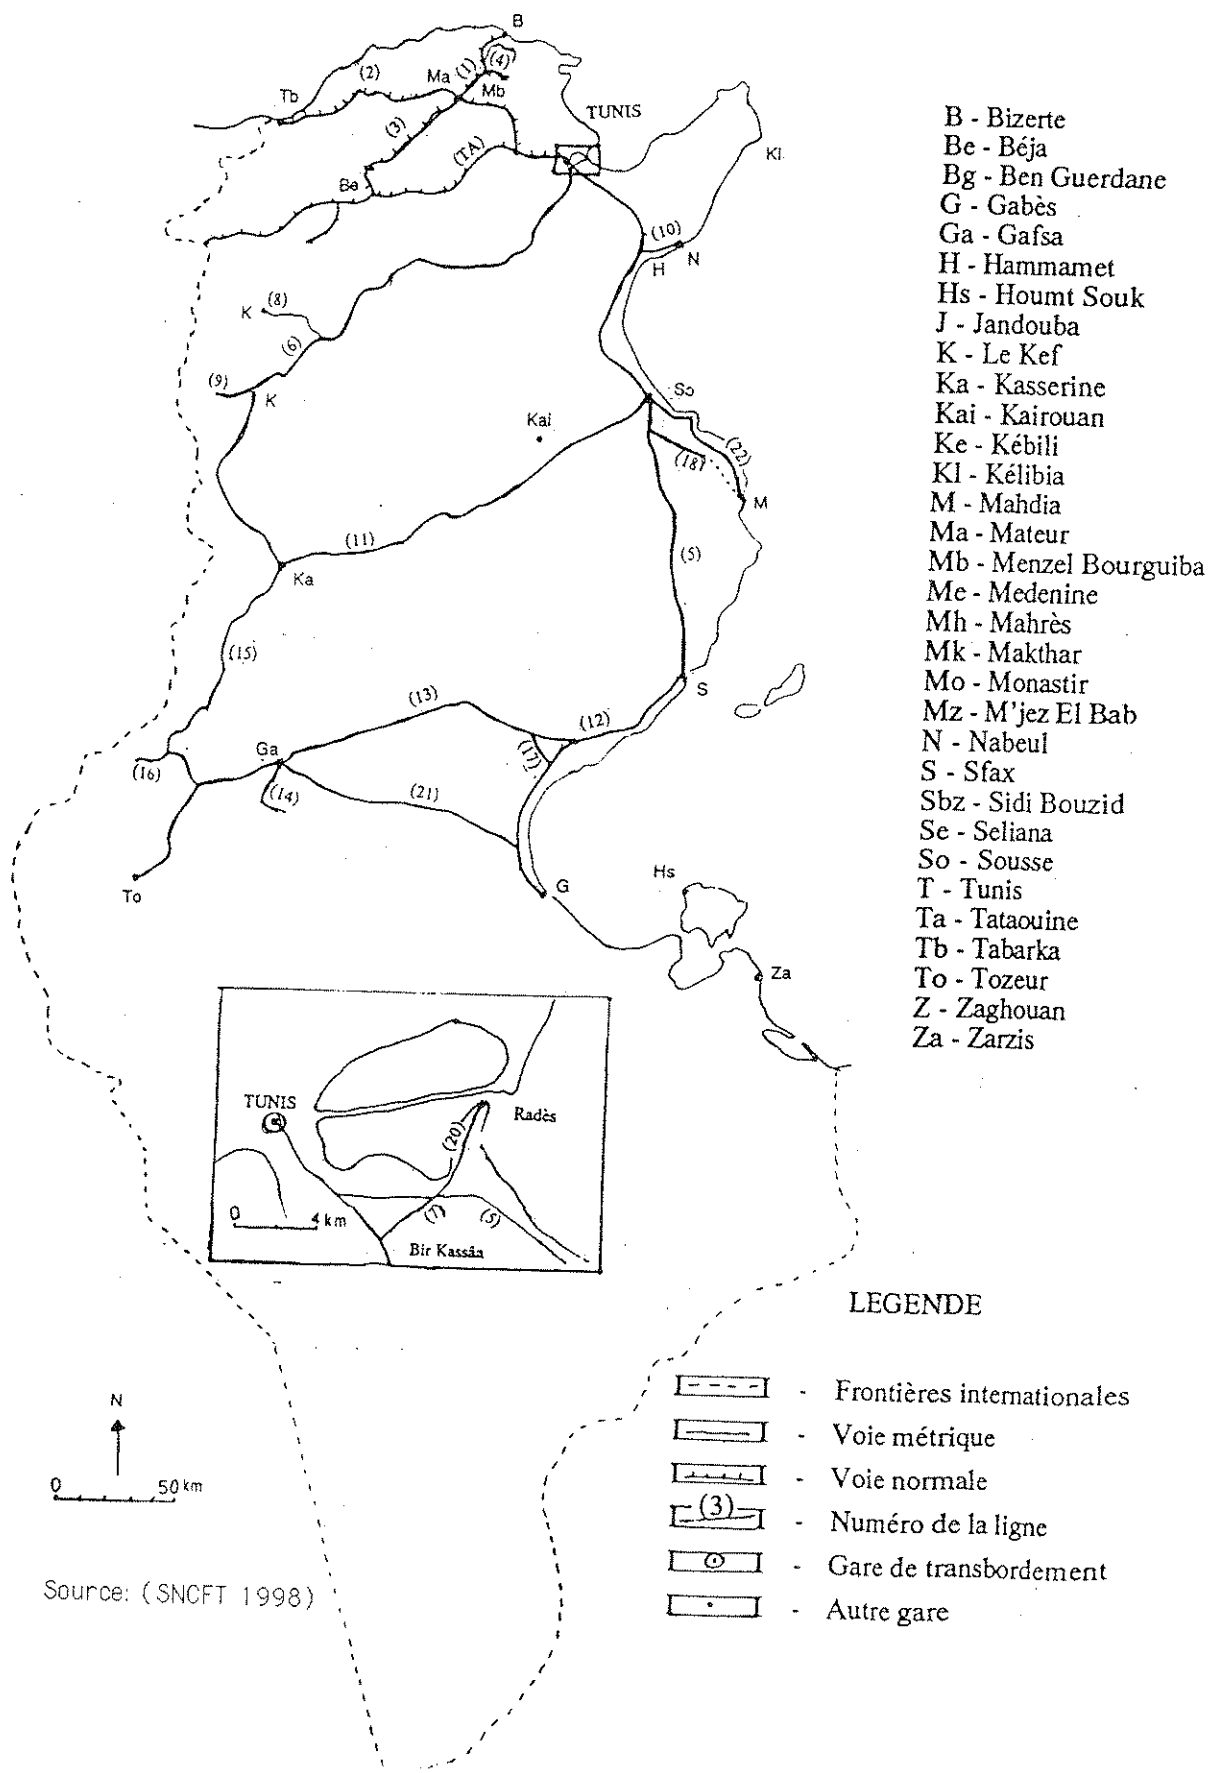 B
(2)
Ma
(1)
(4)
Tb
Mb
TUNIS
(3)
(TA)
Kl
Be
(10)
H
N
K
(8)
(6)
(9)
K
So
Kai
(18)
(22)
M
(11)
(5)
Ka
(15)
S
(13)
(12)
Ga
(17)
(16)
(14)
(21)
To
G
Hs
Za
B - Bizerte
Be - Béja
Bg - Ben Guerdane
G - Gabès
Ga - Gafsa
H - Hammamet
Hs - Houmt Souk
J - Jandouba
K - Le Kef
Ka - Kasserine
Kai - Kairouan
Ke - Kébili
Kl - Kélibia
M - Mahdia
Ma - Mateur
Mb - Menzel Bourguiba
Me - Medenine
Mh - Mahrès
Mk - Makthar
Mo - Monastir
Mz - M'jez El Bab
N - Nabeul
S - Sfax
Sbz - Sidi Bouzid
Se - Seliana
So - Sousse
T - Tunis
Ta - Tataouine
Tb - Tabarka
To - Tozeur
Z - Zaghouan
Za - Zarzis
TUNIS
Radès
(20)
(7)
(5)
0 4 km
Bir Kassâa
LEGENDE
- Frontières internationales
- Voie métrique
- Voie normale
(3) - Numéro de la ligne
- Gare de transbordement
- Autre gare
N
0 50 km
Source: (SNCFT 1998)